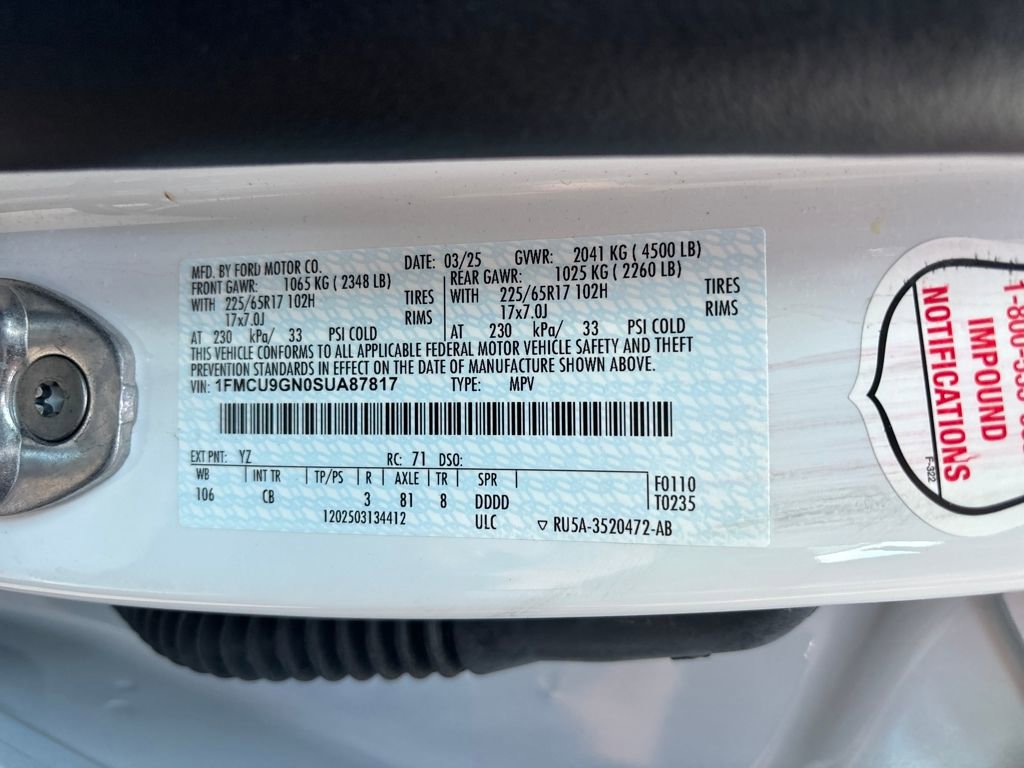 MFD. BY FORD MOTOR CO.
DATE: 03/25 GVWR: 2041 KG ( 4500 LB)
FRONT GAWR: 1065 KG ( 2348 LB)
WITH 225/65R17 102H TIRES
17x7.0J RIMS
AT 230 kPa/ 33 PSI COLD
REAR GAWR: 1025 KG ( 2260 LB)
WITH 225/65R17 102H TIRES
17x7.0J RIMS
AT 230 kPa/ 33 PSI COLD
THIS VEHICLE CONFORMS TO ALL APPLICABLE FEDERAL MOTOR VEHICLE SAFETY AND THEFT
PREVENTION STANDARDS IN EFFECT ON THE DATE OF MANUFACTURE SHOWN ABOVE.
VIN: 1FMCU9GN0SUA87817 TYPE: MPV
EXT PNT: YZ RC: 71 DSO:
WB INT TR TP/PS R AXLE TR SPR
106 CB 3 81 8 DDDD
F0110
T0235
1202503134412 ULC ▽ RU5A-3520472-AB
IMPOUND
NOTIFICATIONS
F-322